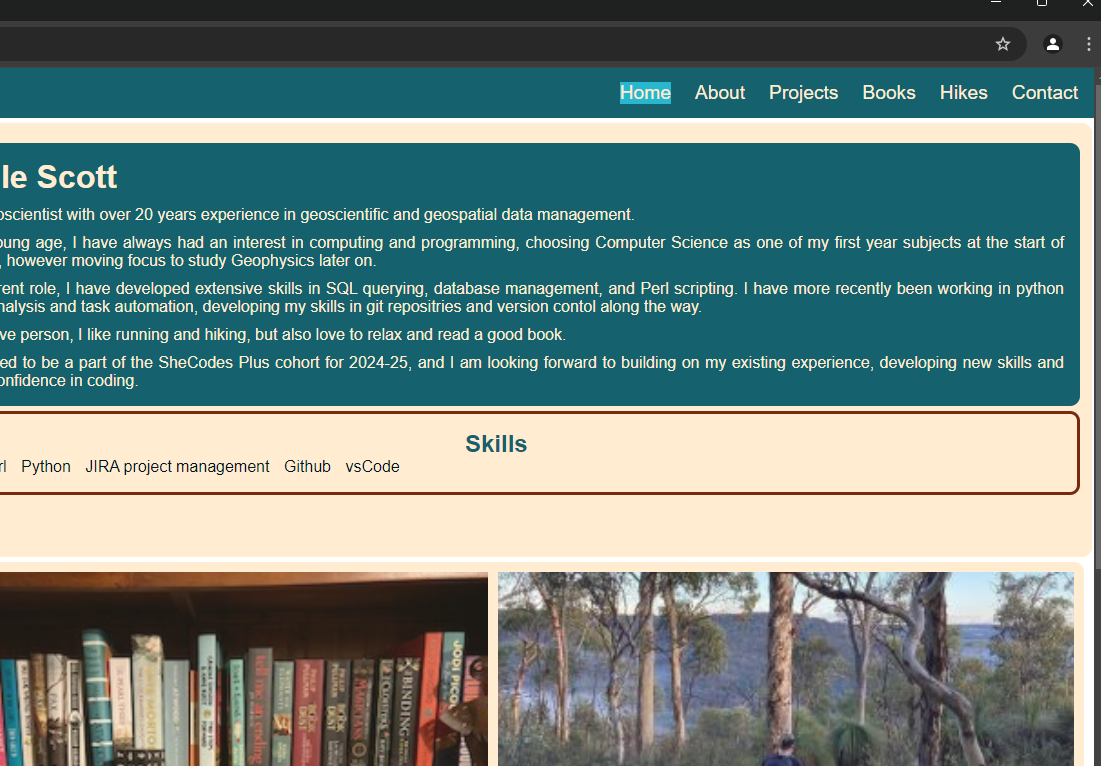 Home About Projects Books Hikes Contact
le Scott
oscientist with over 20 years experience in geoscientific and geospatial data management.
oung age, I have always had an interest in computing and programming, choosing Computer Science as one of my first year subjects at the start of
, however moving focus to study Geophysics later on.
rent role, I have developed extensive skills in SQL querying, database management, and Perl scripting. I have more recently been working in python
nalysis and task automation, developing my skills in git repositries and version contol along the way.
ve person, I like running and hiking, but also love to relax and read a good book.
ed to be a part of the SheCodes Plus cohort for 2024-25, and I am looking forward to building on my existing experience, developing new skills and
onfidence in coding.
Skills
rl Python JIRA project management Github vsCode
JODI PICOU
BINDING